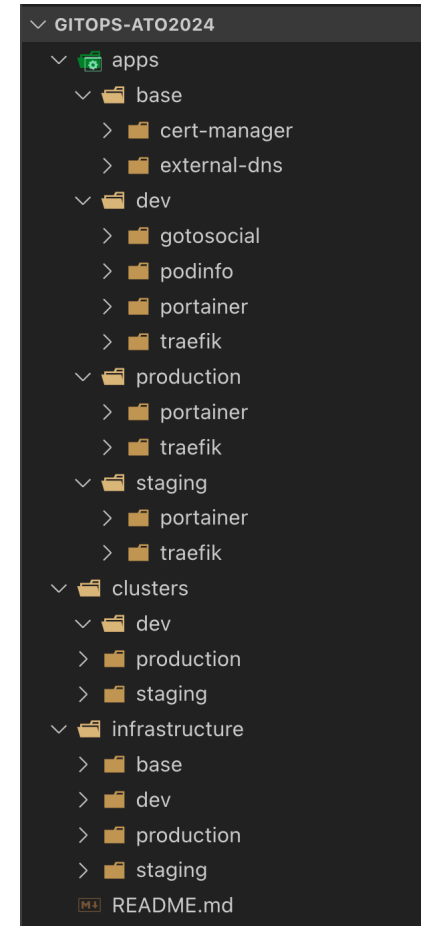 GITOPS-ATO2024
apps
base
cert-manager
external-dns
dev
gotosocial
podinfo
portainer
traefik
production
portainer
traefik
staging
portainer
traefik
clusters
dev
production
staging
infrastructure
base
dev
production
staging
M↓ README.md